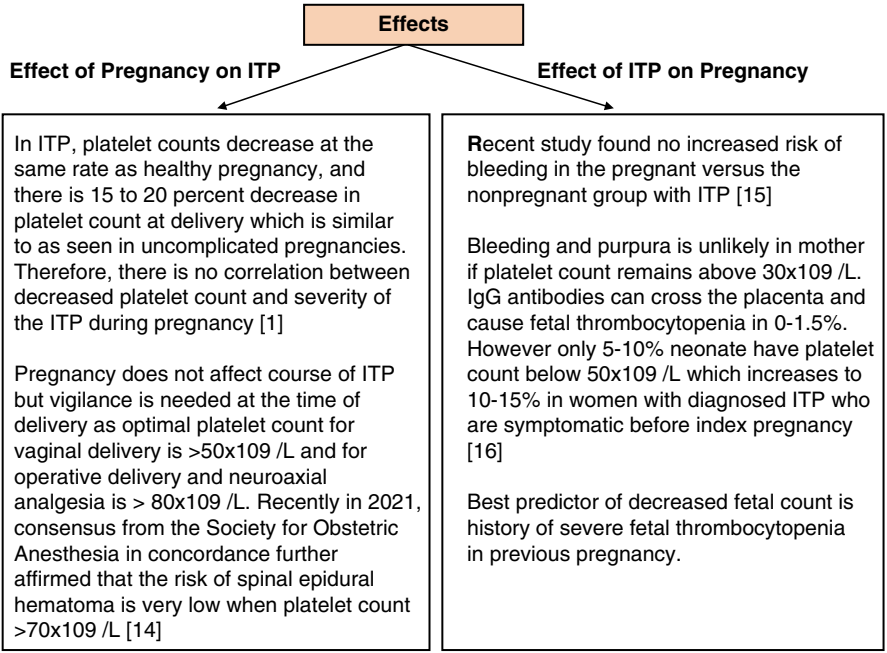 Effects
Effect of Pregnancy on ITP
Effect of ITP on Pregnancy
In ITP, platelet counts decrease at the
same rate as healthy pregnancy, and
there is 15 to 20 percent decrease in
platelet count at delivery which is similar
to as seen in uncomplicated pregnancies.
Therefore, there is no correlation between
decreased platelet count and severity of
the ITP during pregnancy [1]
Pregnancy does not affect course of ITP
but vigilance is needed at the time of
delivery as optimal platelet count for
vaginal delivery is >50x109 /L and for
operative delivery and neuroaxial
analgesia is > 80x109 /L. Recently in 2021,
consensus from the Society for Obstetric
Anesthesia in concordance further
affirmed that the risk of spinal epidural
hematoma is very low when platelet count
>70x109 /L [14]
Recent study found no increased risk of
bleeding in the pregnant versus the
nonpregnant group with ITP [15]
Bleeding and purpura is unlikely in mother
if platelet count remains above 30x109 /L.
IgG antibodies can cross the placenta and
cause fetal thrombocytopenia in 0-1.5%.
However only 5-10% neonate have platelet
count below 50x109 /L which increases to
10-15% in women with diagnosed ITP who
are symptomatic before index pregnancy
[16]
Best predictor of decreased fetal count is
history of severe fetal thrombocytopenia
in previous pregnancy.